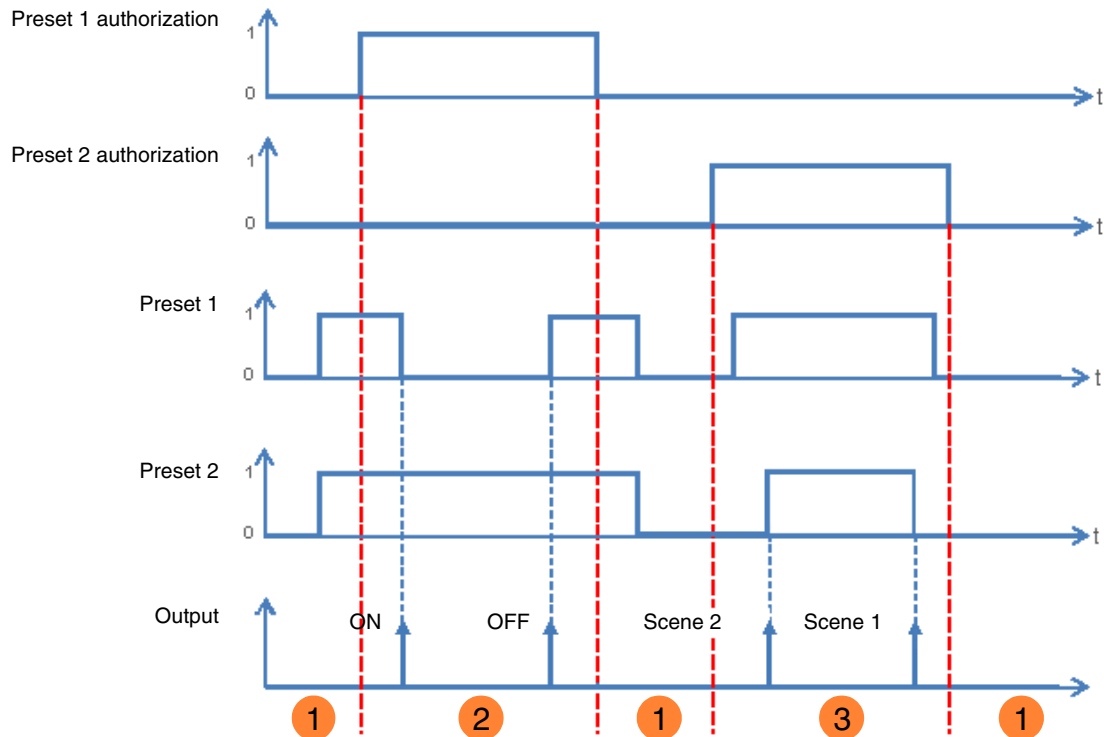 Preset 1 authorization
1
0
t
Preset 2 authorization
1
0
t
Preset 1
1
0
t
Preset 2
1
0
t
Output
ON OFF Scene 2 Scene 1
1 2 1 3 1